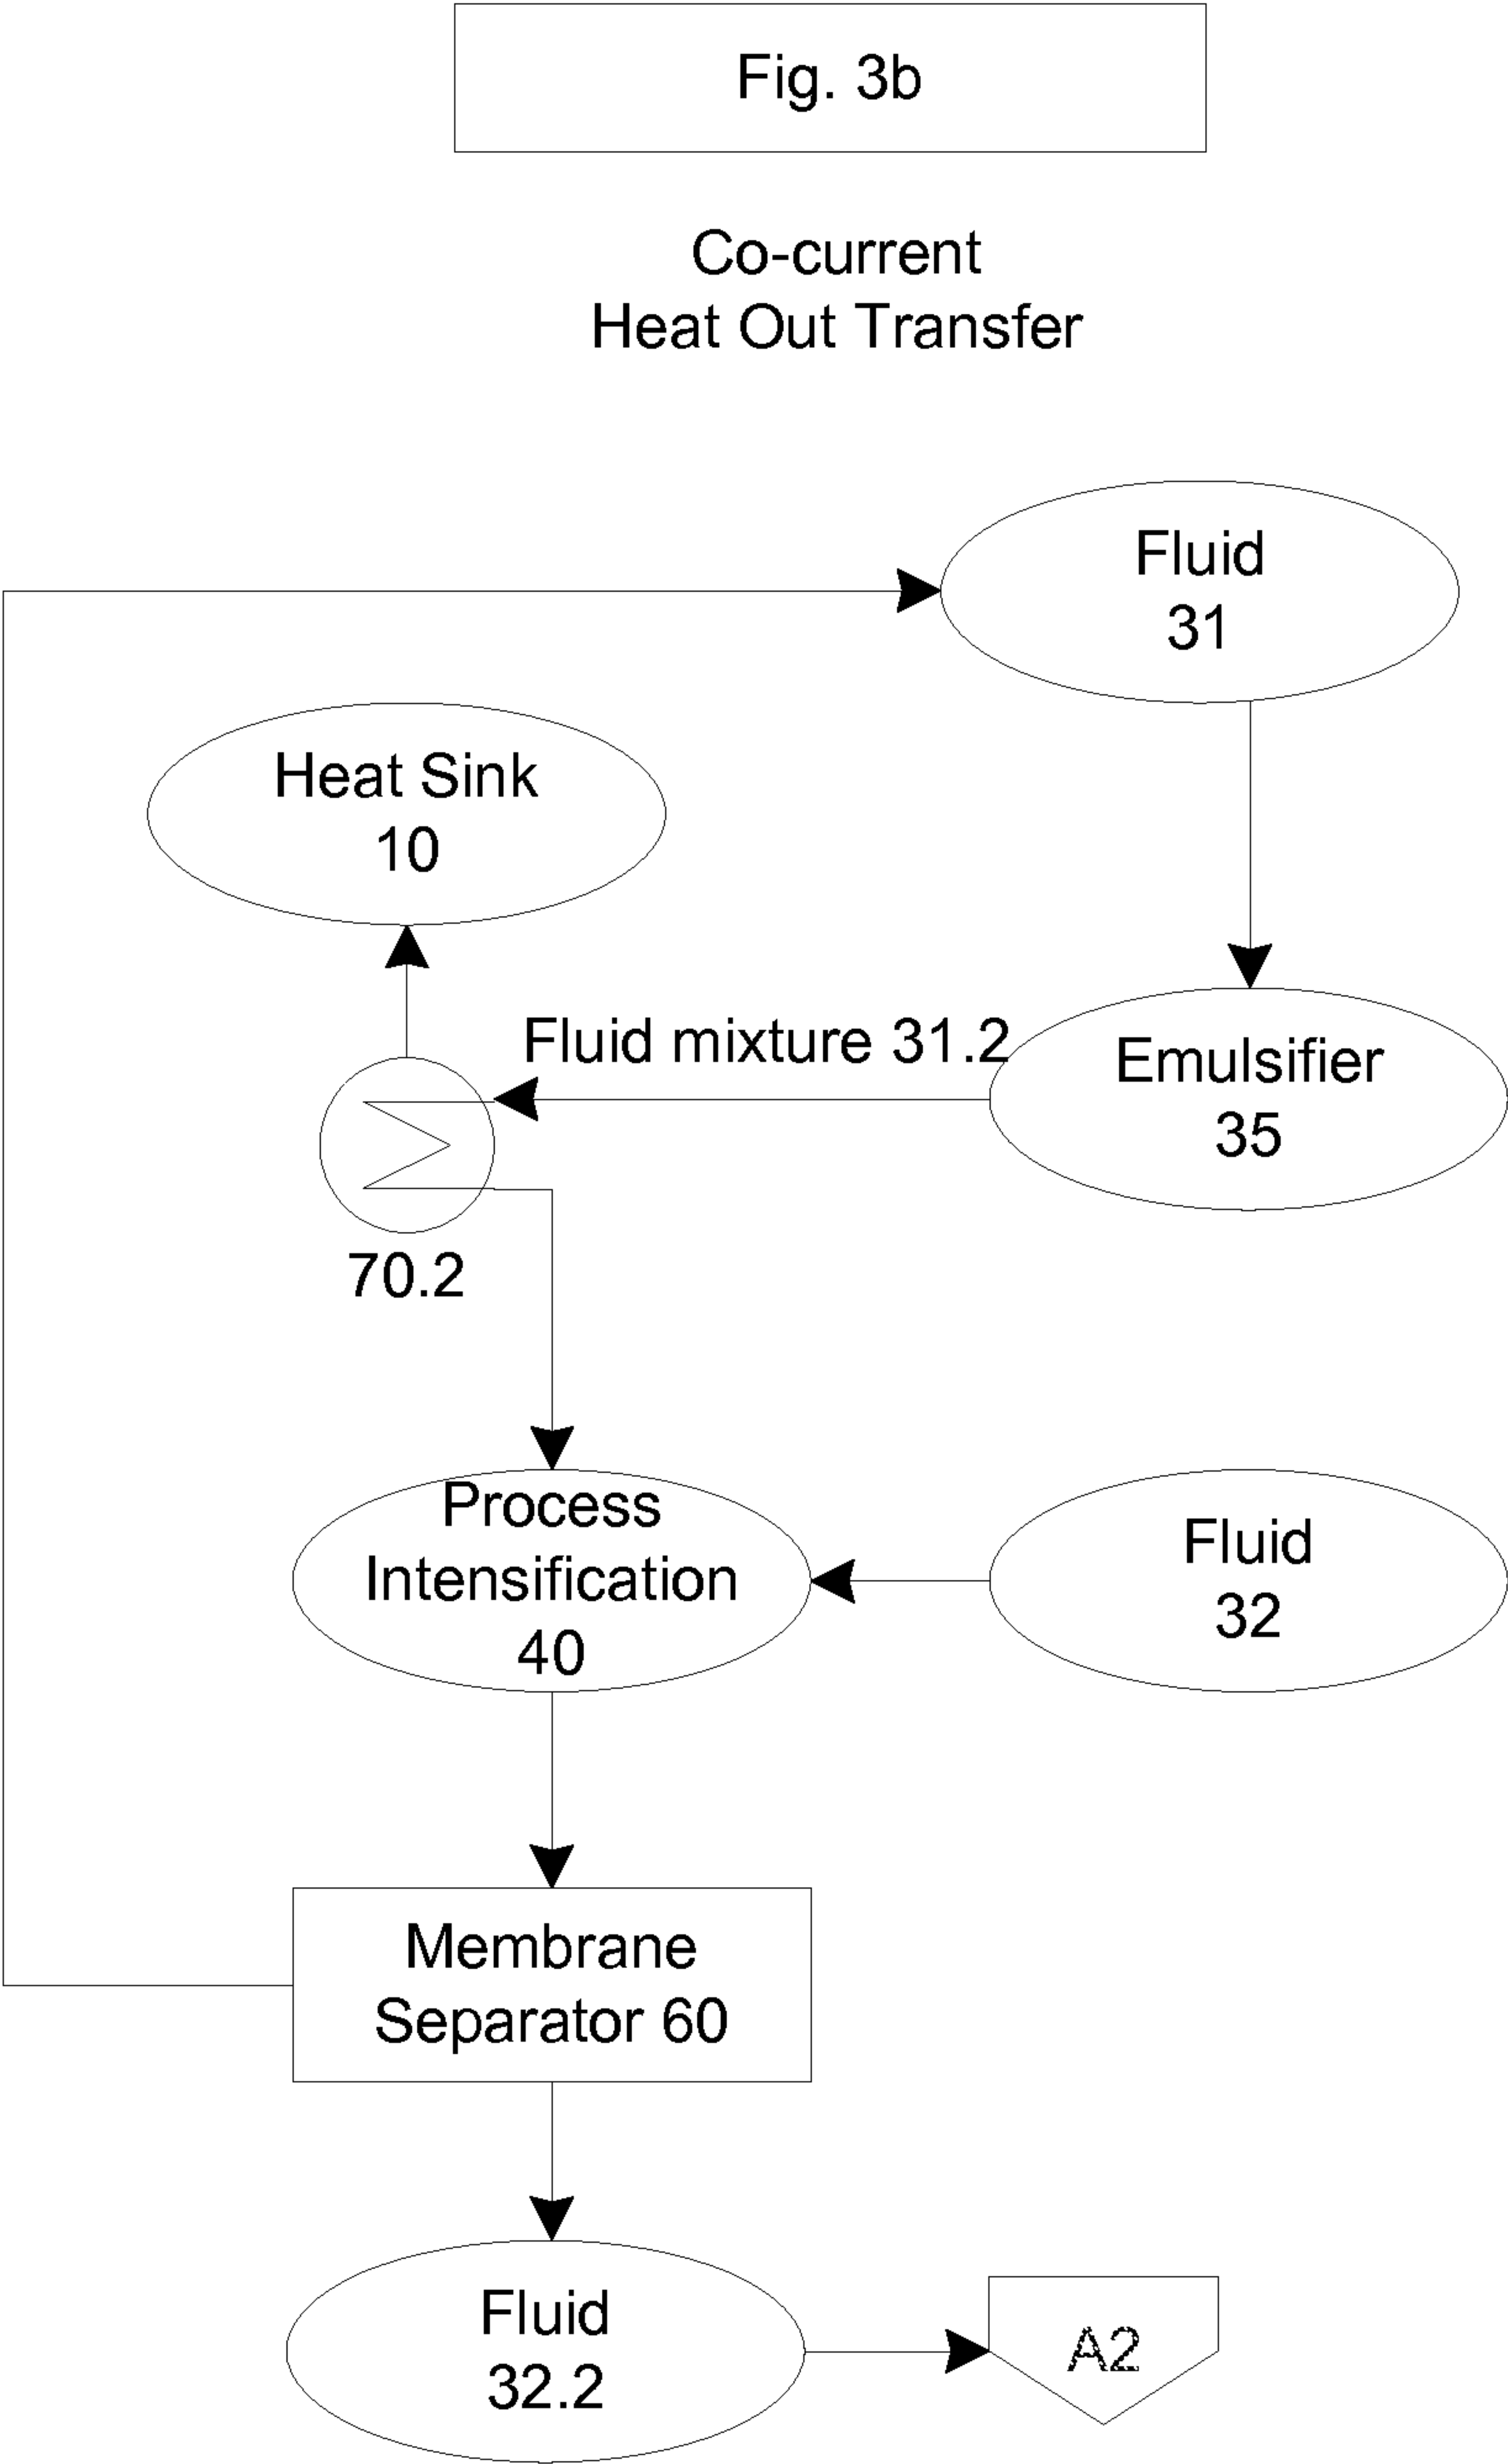 Fig. 3b
Co-current
Heat Out Transfer
Fluid
31
Heat Sink
10
Fluid mixture 31.2
Emulsifier
35
70.2
Process
Intensification
40
Fluid
32
Membrane
Separator 60
Fluid
32.2
A2